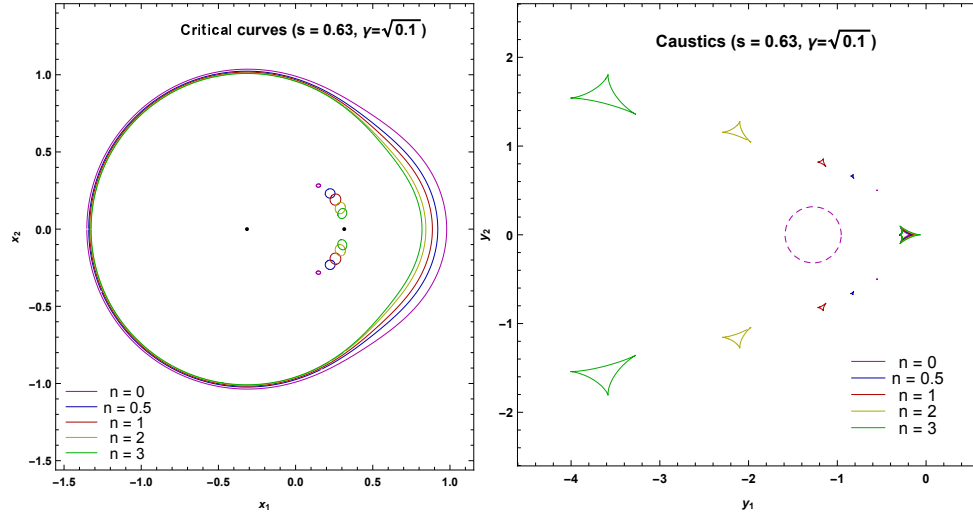 Critical curves (s = 0.63, γ=√0.1 )
1.0
0.5
0.0
−0.5
−1.0
−1.5
x2
n = 0
n = 0.5
n = 1
n = 2
n = 3
−1.5
−1.0
−0.5
0.0
0.5
1.0
x1
Caustics (s = 0.63, γ=√0.1 )
2
1
0
−1
−2
y2
n = 0
n = 0.5
n = 1
n = 2
n = 3
−4
−3
−2
−1
0
y1